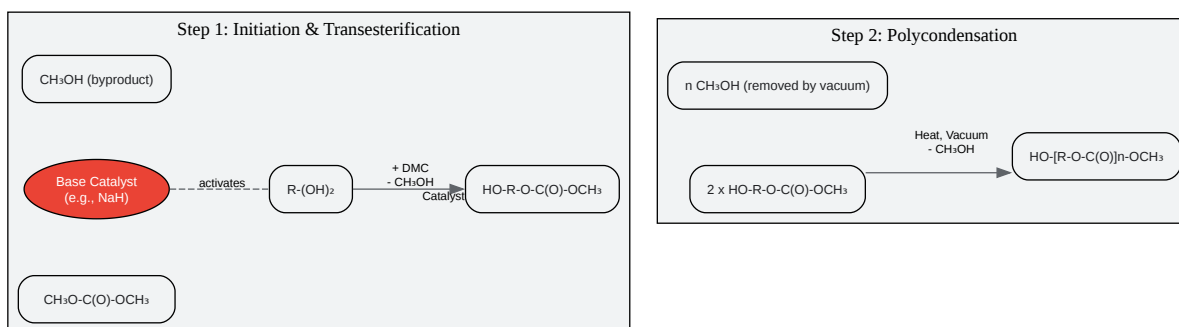 Step 1: Initiation & Transesterification
CH₃OH (byproduct)
Base Catalyst
(e.g., NaH)
activates
R-(OH)₂
+ DMC
- CH₃OH
Catalyst
HO-R-O-C(O)-OCH₃
CH₃O-C(O)-OCH₃
Step 2: Polycondensation
n CH₃OH (removed by vacuum)
2 x HO-R-O-C(O)-OCH₃
Heat, Vacuum
- CH₃OH
HO-[R-O-C(O)]n-OCH₃